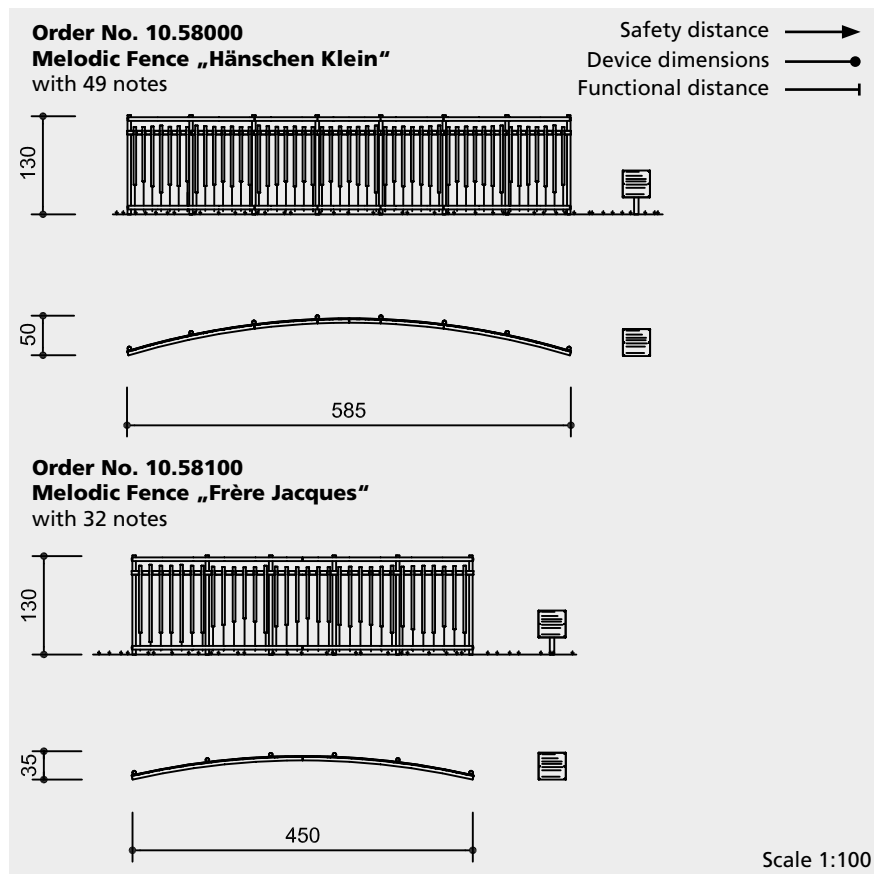 Order No. 10.58000
Melodic Fence „Hänschen Klein“
with 49 notes
Safety distance
Device dimensions
Functional distance
130
50
585
Order No. 10.58100
Melodic Fence „Frère Jacques“
with 32 notes
130
35
450
Scale 1:100